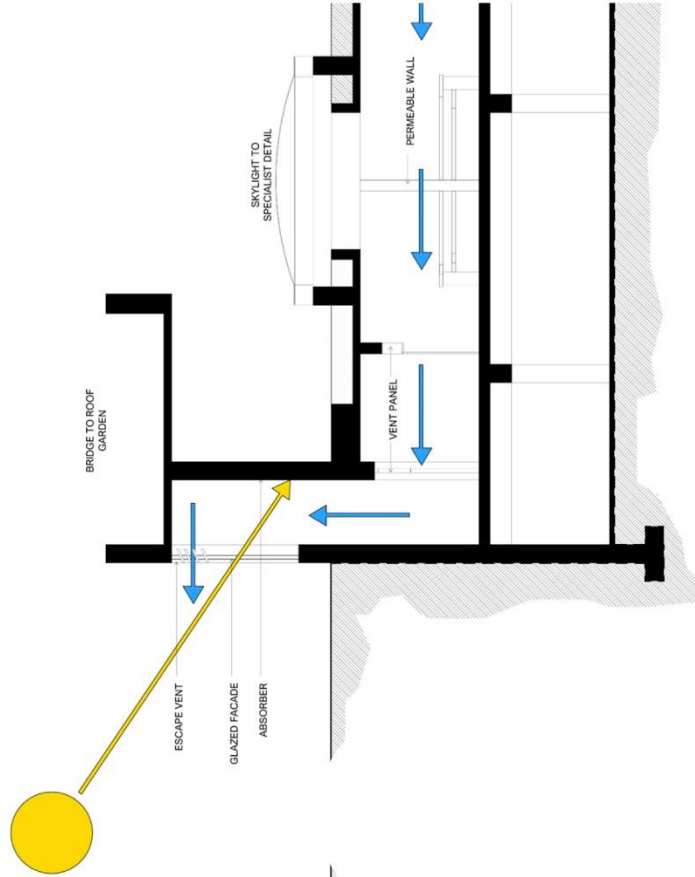 SKYLIGHT TO
SPECIALIST DETAIL
PERMEABLE WALL
BRIDGE TO ROOF
GARDEN
VENT PANEL
ESCAPE VENT
GLAZED FACADE
ABSORBER